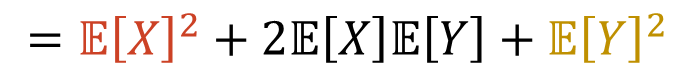 = 𝔼[X]² + 2𝔼[X]𝔼[Y] + 𝔼[Y]²